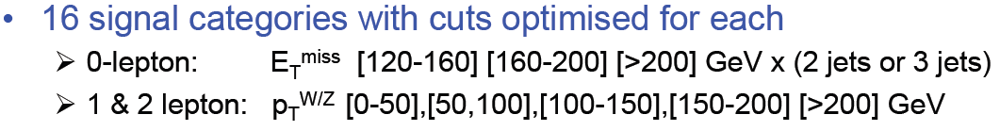 • 16 signal categories with cuts optimised for each
➢ 0-lepton: E_T^miss [120-160] [160-200] [>200] GeV x (2 jets or 3 jets)
➢ 1 & 2 lepton: p_T^W/Z [0-50],[50,100],[100-150],[150-200] [>200] GeV